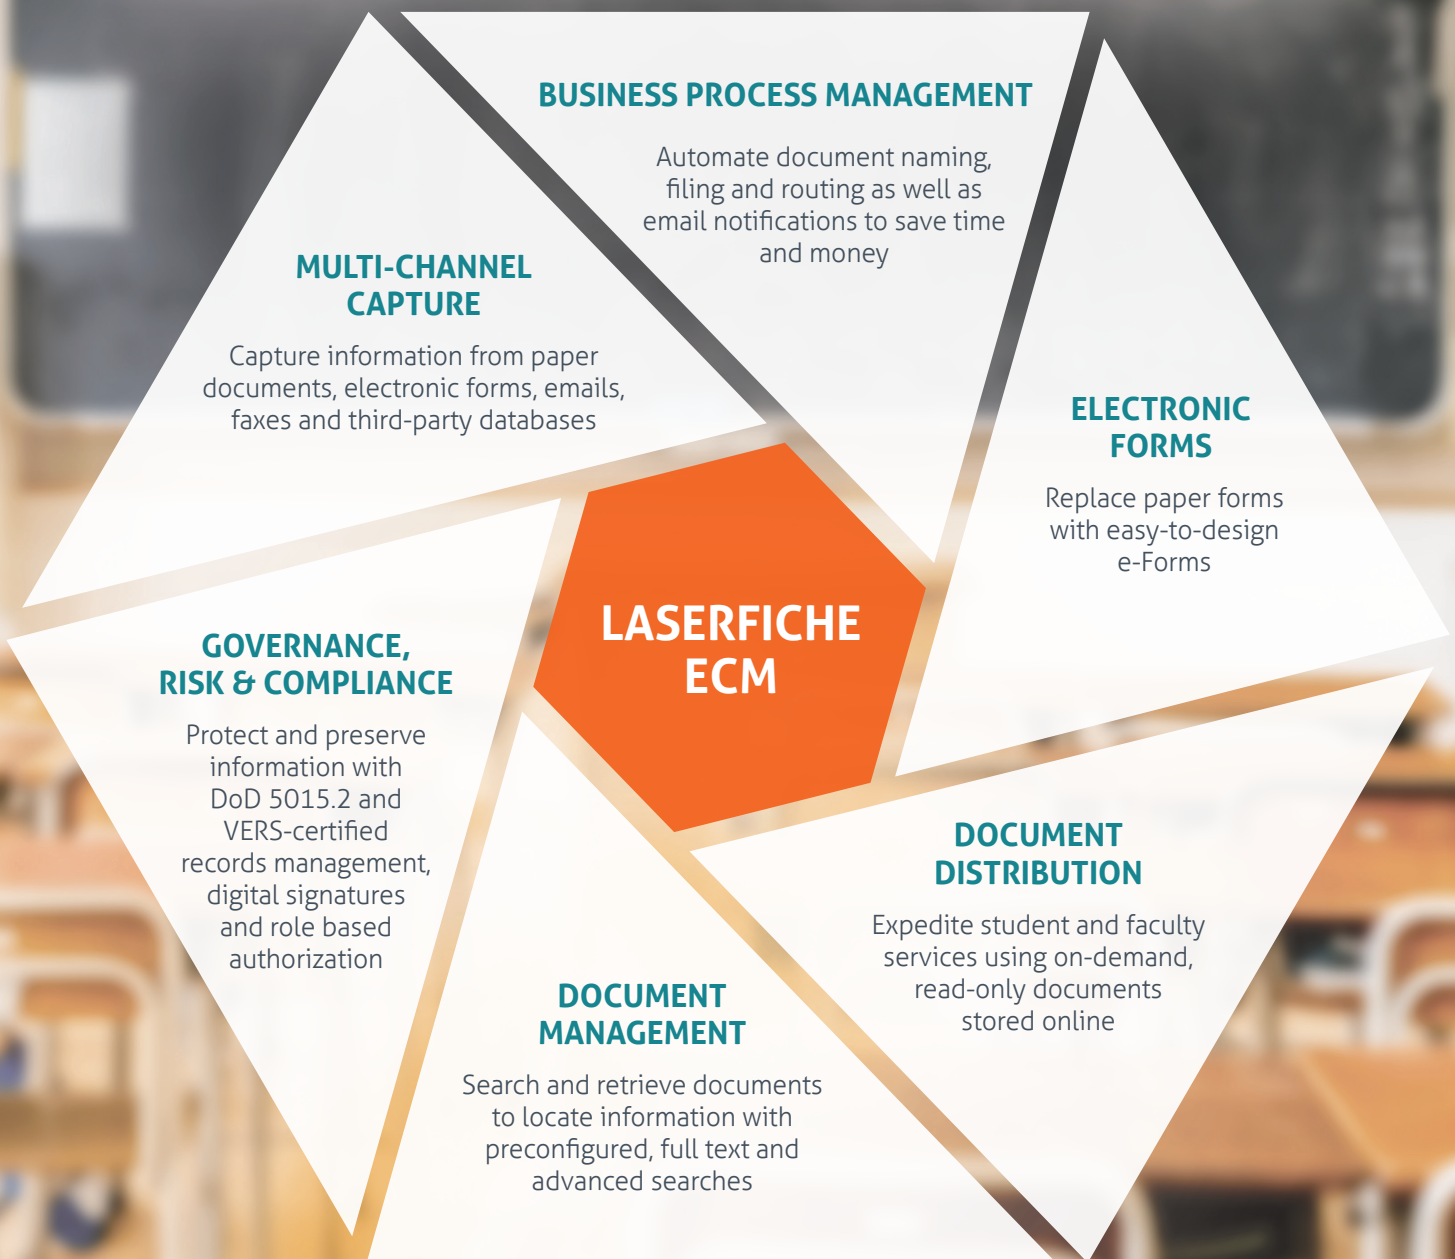 BUSINESS PROCESS MANAGEMENT
Automate document naming,
filing and routing as well as
email notifications to save time
and money
MULTI-CHANNEL
CAPTURE
Capture information from paper
documents, electronic forms, emails,
faxes and third-party databases
ELECTRONIC
FORMS
Replace paper forms
with easy-to-design
e-Forms
LASERFICHE
ECM
GOVERNANCE,
RISK & COMPLIANCE
Protect and preserve
information with
DoD 5015.2 and
VERS-certified
records management,
digital signatures
and role based
authorization
DOCUMENT
DISTRIBUTION
Expedite student and faculty
services using on-demand,
read-only documents
stored online
DOCUMENT
MANAGEMENT
Search and retrieve documents
to locate information with
preconfigured, full text and
advanced searches